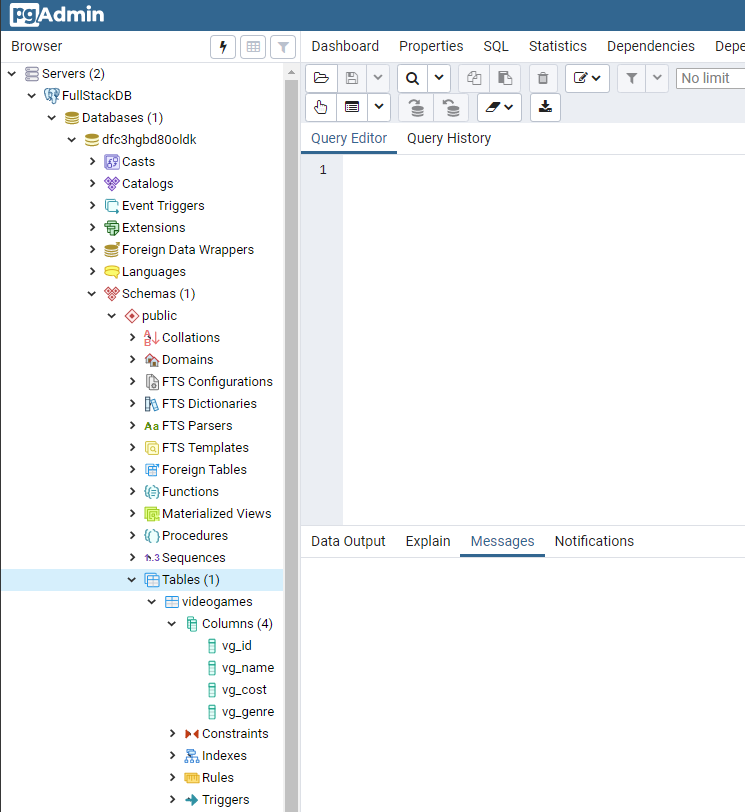 pgAdmin
Browser
Dashboard Properties SQL Statistics Dependencies Depe
No limit
Query Editor Query History
1
Servers (2)
FullStackDB
Databases (1)
dfc3hgbd80oldk
Casts
Catalogs
Event Triggers
Extensions
Foreign Data Wrappers
Languages
Schemas (1)
public
Collations
Domains
FTS Configurations
FTS Dictionaries
Aa FTS Parsers
FTS Templates
Foreign Tables
Functions
Materialized Views
Procedures
1..3 Sequences
Tables (1)
videogames
Columns (4)
vg_id
vg_name
vg_cost
vg_genre
Constraints
Indexes
Rules
Triggers
Data Output Explain Messages Notifications